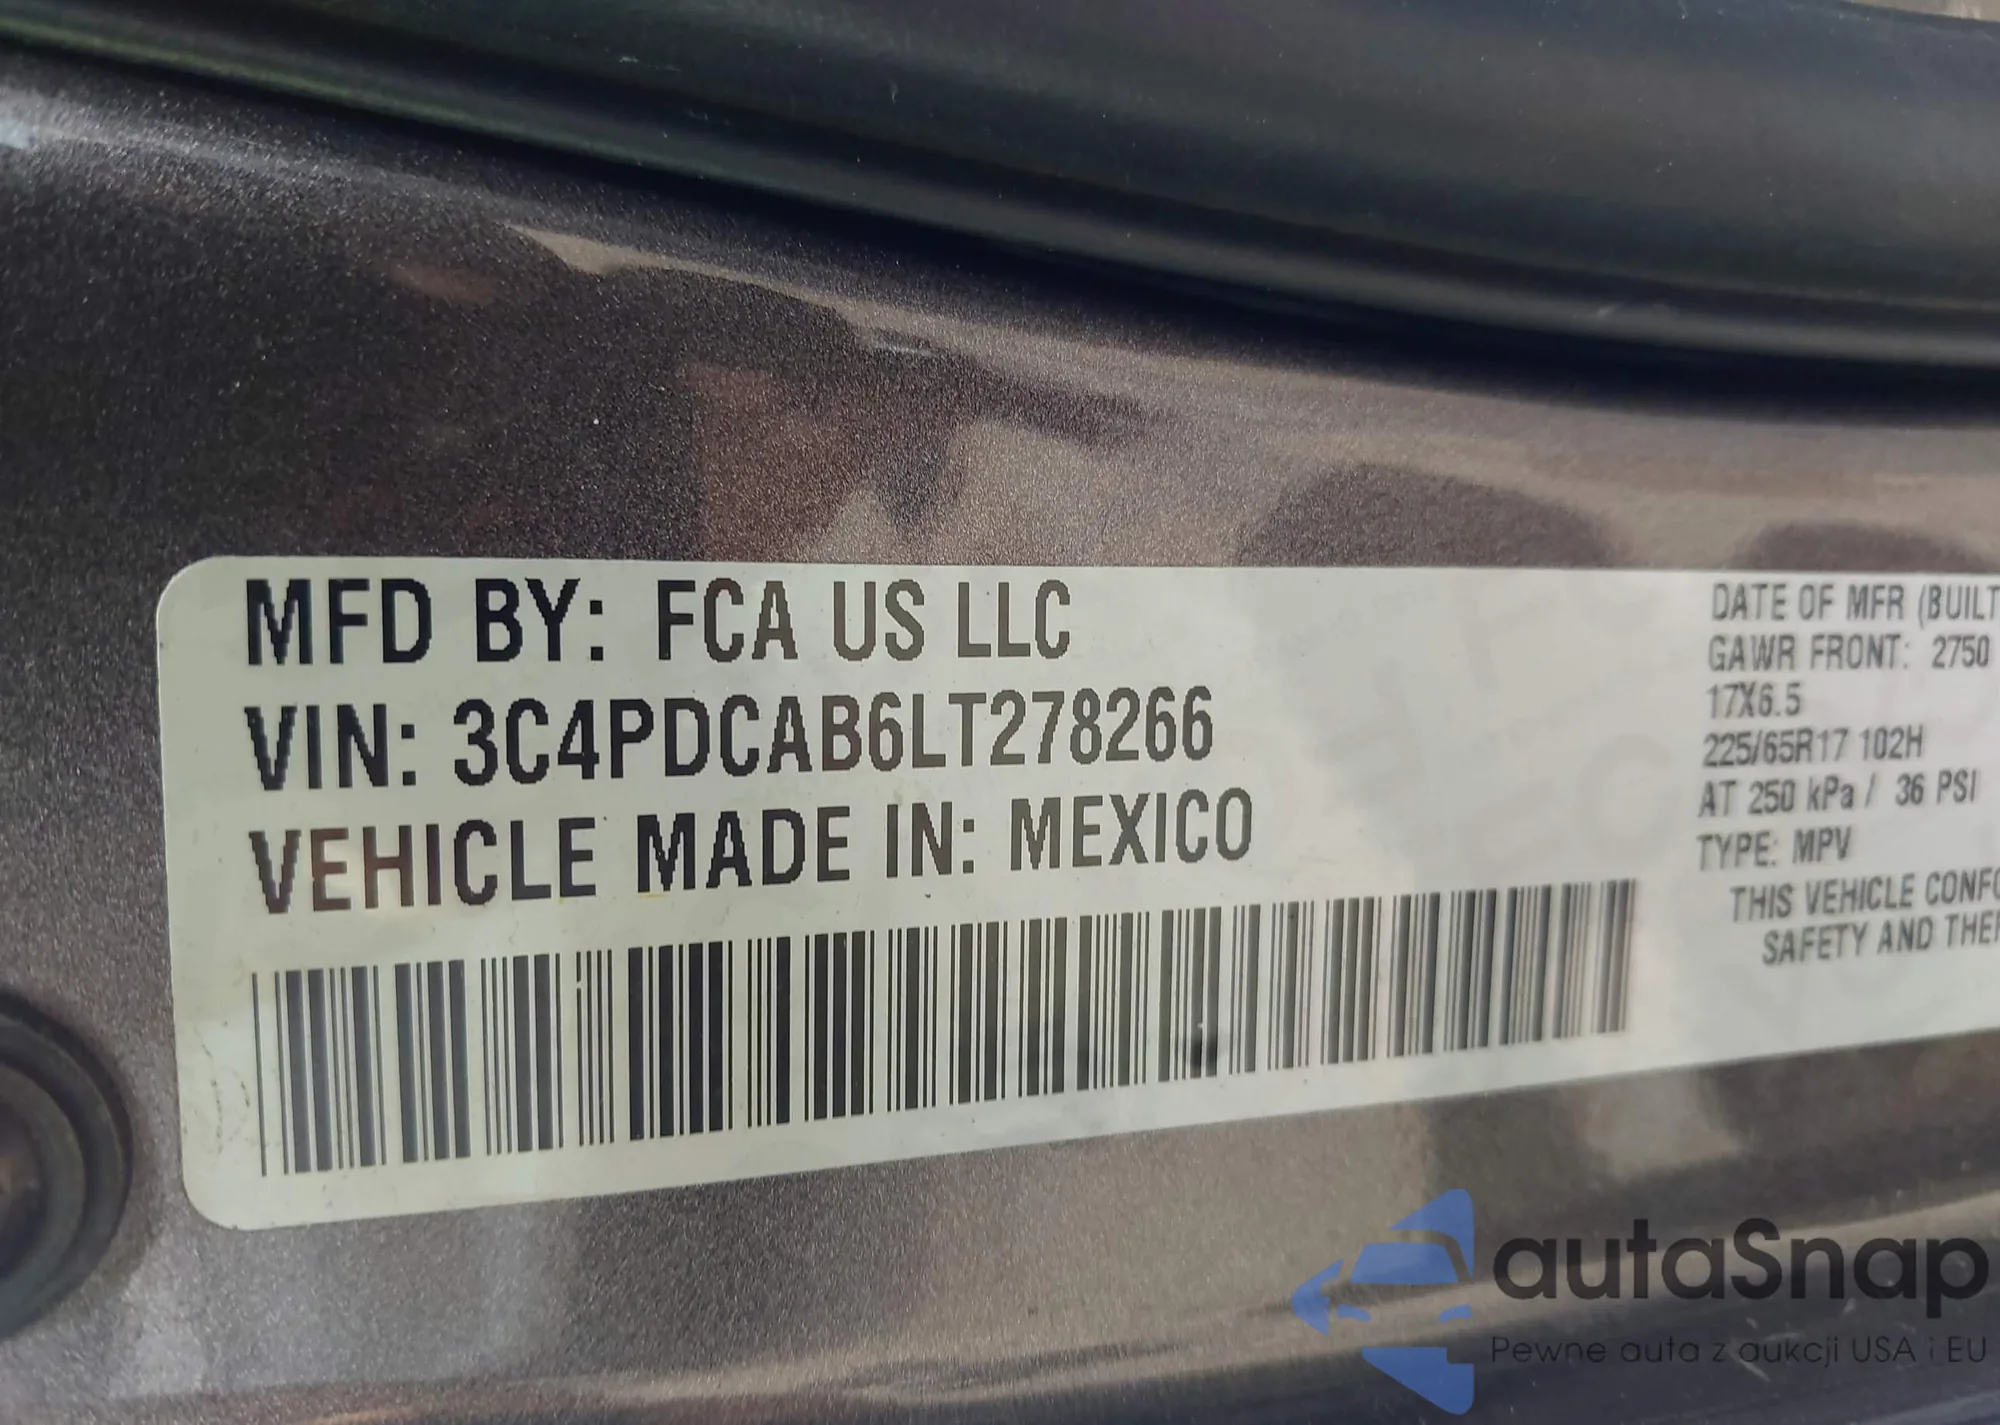 MFD BY: FCA US LLC
VIN: 3C4PDCAB6LT278266
VEHICLE MADE IN: MEXICO
DATE OF MFR (BUILT
GAWR FRONT: 2750
17X6.5
225/65R17 102H
AT 250 kPa / 36 PSI
TYPE: MPV
THIS VEHICLE CONFO
SAFETY AND THEF
autaSnap
Pewne auta z aukcji USA i EU